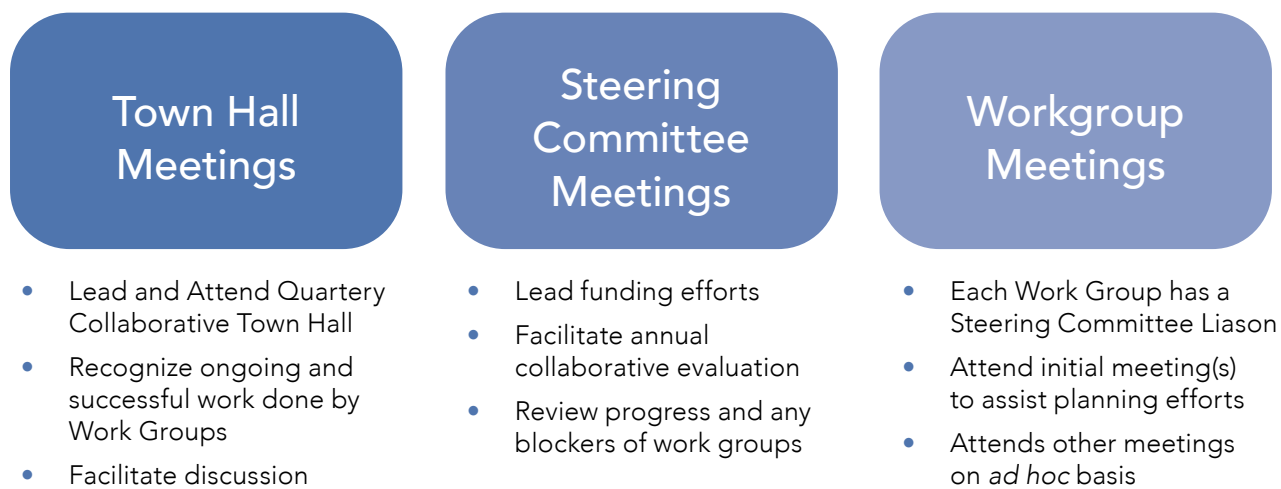 Town Hall
Meetings
• Lead and Attend Quartery
Collaborative Town Hall
• Recognize ongoing and
successful work done by
Work Groups
• Facilitate discussion
Steering
Committee
Meetings
• Lead funding efforts
• Facilitate annual
collaborative evaluation
• Review progress and any
blockers of work groups
Workgroup
Meetings
• Each Work Group has a
Steering Committee Liason
• Attend initial meeting(s)
to assist planning efforts
• Attends other meetings
on ad hoc basis